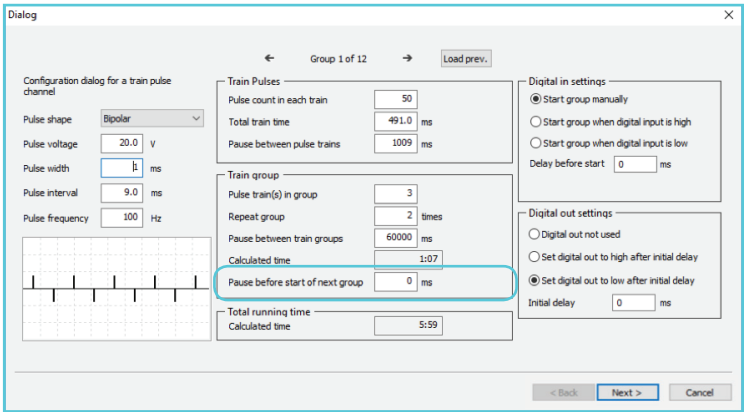 Dialog
Group 1 of 12
Load prev.
Configuration dialog for a train pulse
channel
Pulse shape Bipolar
Pulse voltage 20.0 V
Pulse width 1 ms
Pulse interval 9.0 ms
Pulse frequency 100 Hz
Train Pulses
Pulse count in each train 50
Total train time 491.0 ms
Pause between pulse trains 1009 ms
Train group
Pulse train(s) in group 3
Repeat group 2 times
Pause between train groups 60000 ms
Calculated time 1:07
Pause before start of next group 0 ms
Total running time
Calculated time 5:59
Digital in settings
Start group manually
Start group when digital input is high
Start group when digital input is low
Delay before start 0 ms
Digital out settings
Digital out not used
Set digital out to high after initial delay
Set digital out to low after initial delay
Initial delay 0 ms
< Back
Next >
Cancel